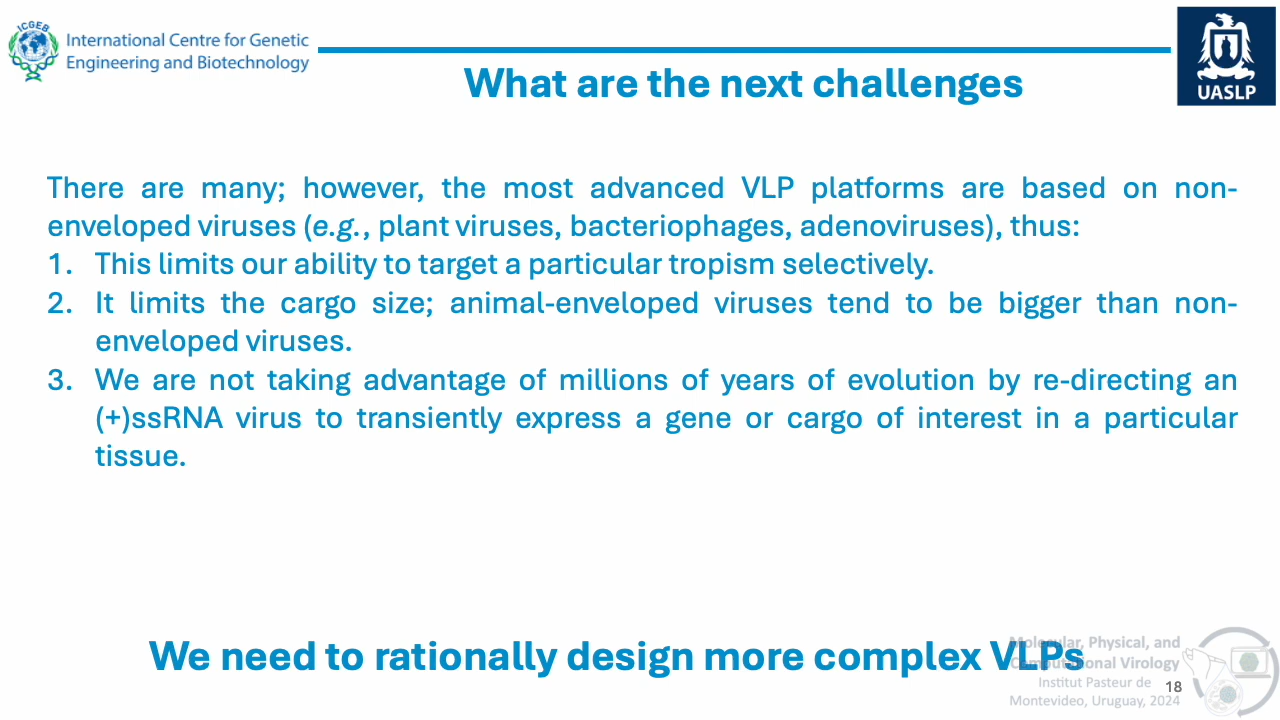 ICGEB
International Centre for Genetic
Engineering and Biotechnology
What are the next challenges
UASLP
There are many; however, the most advanced VLP platforms are based on non-
enveloped viruses (e.g., plant viruses, bacteriophages, adenoviruses), thus:
1. This limits our ability to target a particular tropism selectively.
2. It limits the cargo size; animal-enveloped viruses tend to be bigger than non-
enveloped viruses.
3. We are not taking advantage of millions of years of evolution by re-directing an
(+)ssRNA virus to transiently express a gene or cargo of interest in a particular
tissue.
We need to rationally design more complex VLPs
Molecular, Physical, and
Computational Virology
Institut Pasteur de
Montevideo, Uruguay, 2024
18